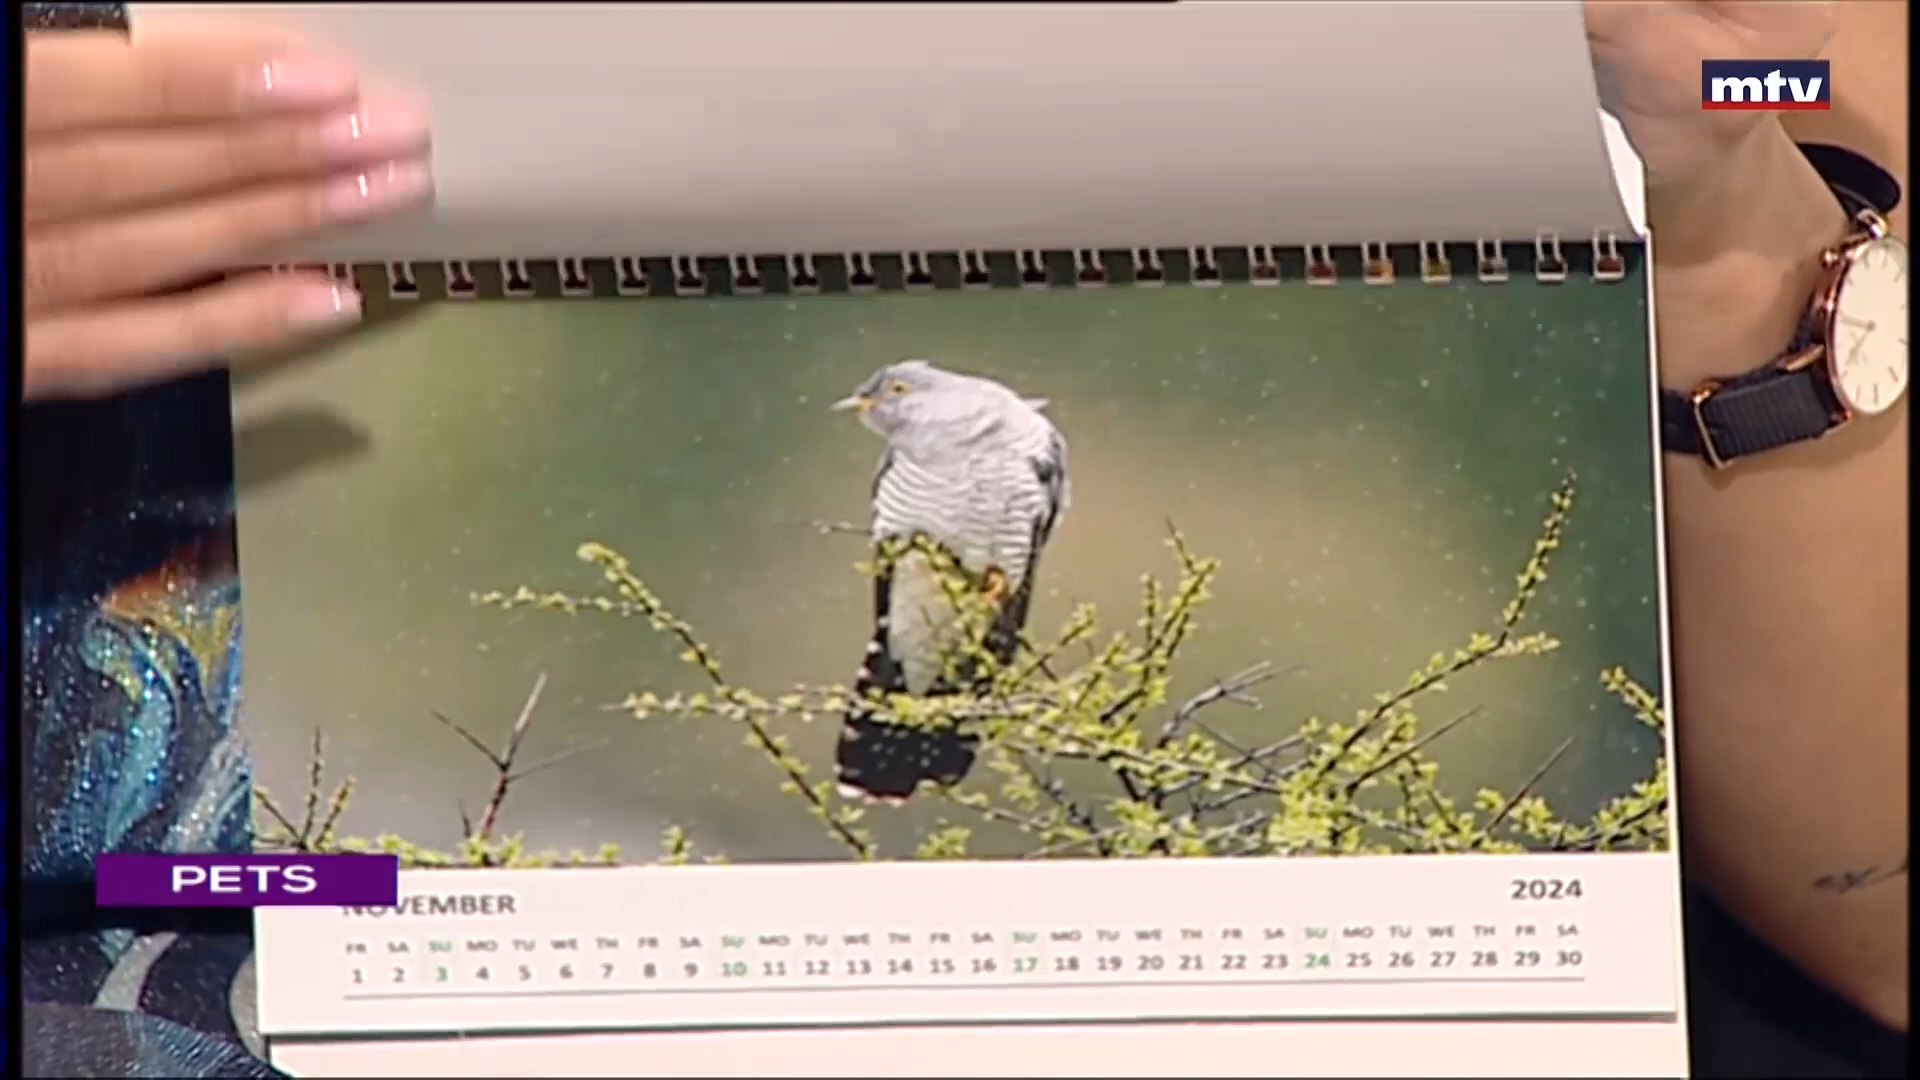 mtv
PETS
NOVEMBER
2024
FR SA SU MO TU WE TH FR SA SU MO TU WE TH FR SA SU MO TU WE TH FR SA SU MO TU WE TH FR SA
1 2 3 4 5 6 7 8 9 10 11 12 13 14 15 16 17 18 19 20 21 22 23 24 25 26 27 28 29 30